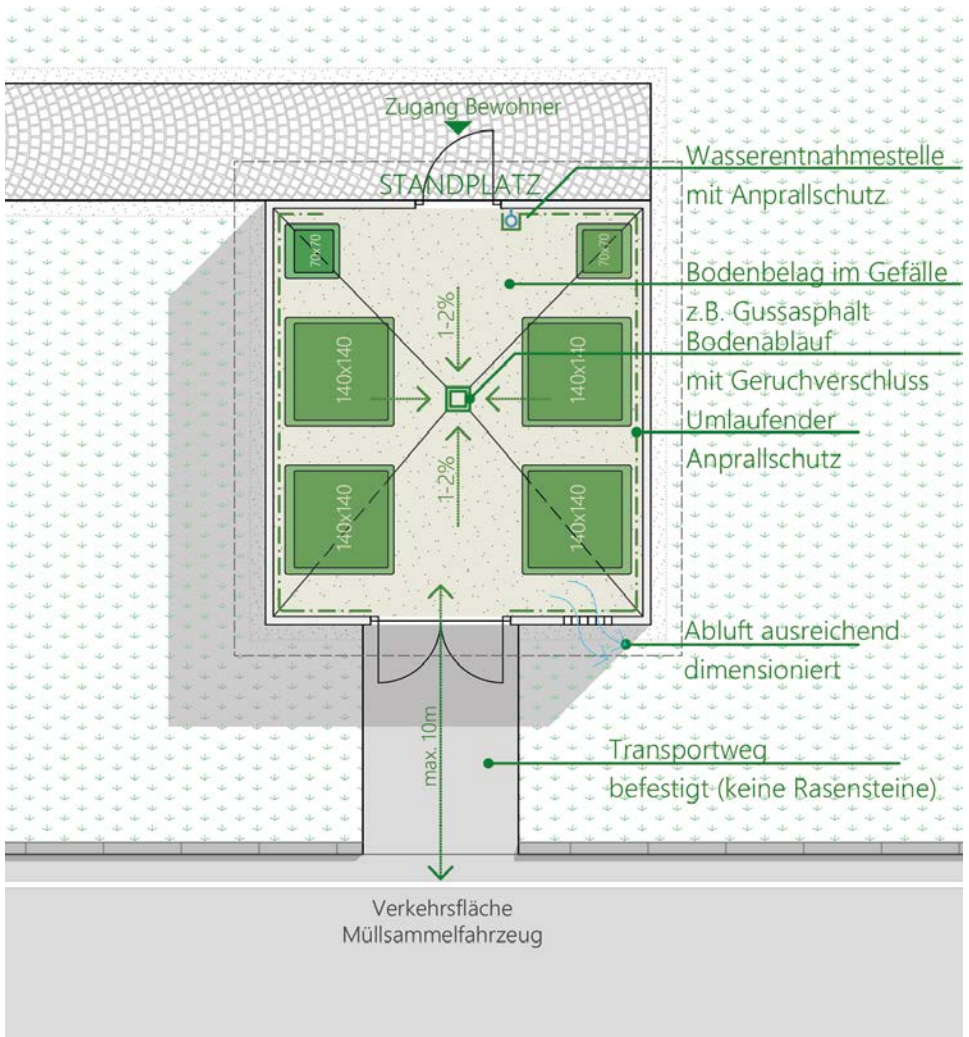 Zugang Bewohner
STANDPLATZ
Wasserentnahmestelle
mit Anprallschutz
70x70
70x70
Bodenbelag im Gefälle
z.B. Gussasphalt
1-2%
Bodenablauf
mit Geruchverschluss
140x140
140x140
Umlaufender
Anprallschutz
1-2%
140x140
140x140
Abluft ausreichend
dimensioniert
max. 10m
Transportweg
befestigt (keine Rasensteine)
Verkehrsfläche
Müllsammelfahrzeug